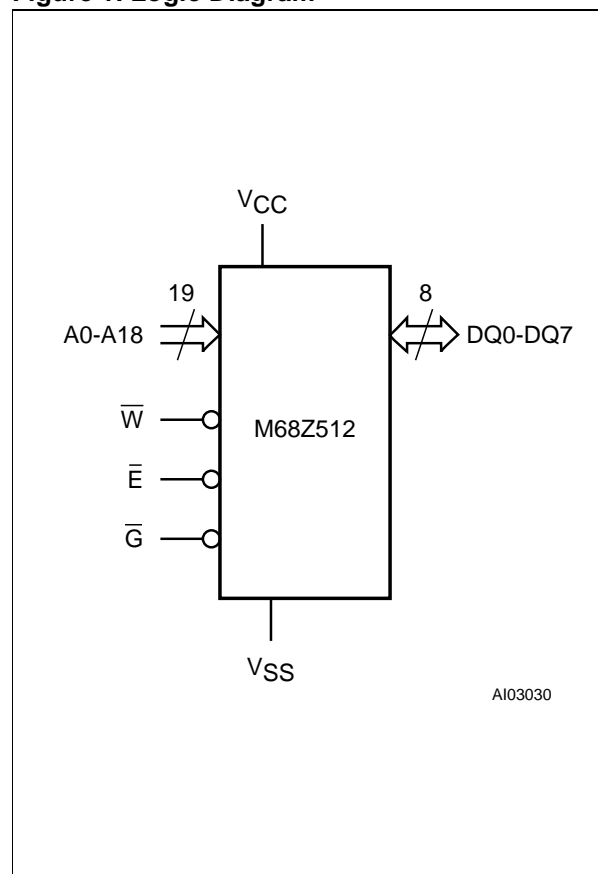 Figure 1. Logic Diagram
VCC
19
8
A0-A18
DQ0-DQ7
W̅
M68Z512
E̅
G̅
VSS
AI03030